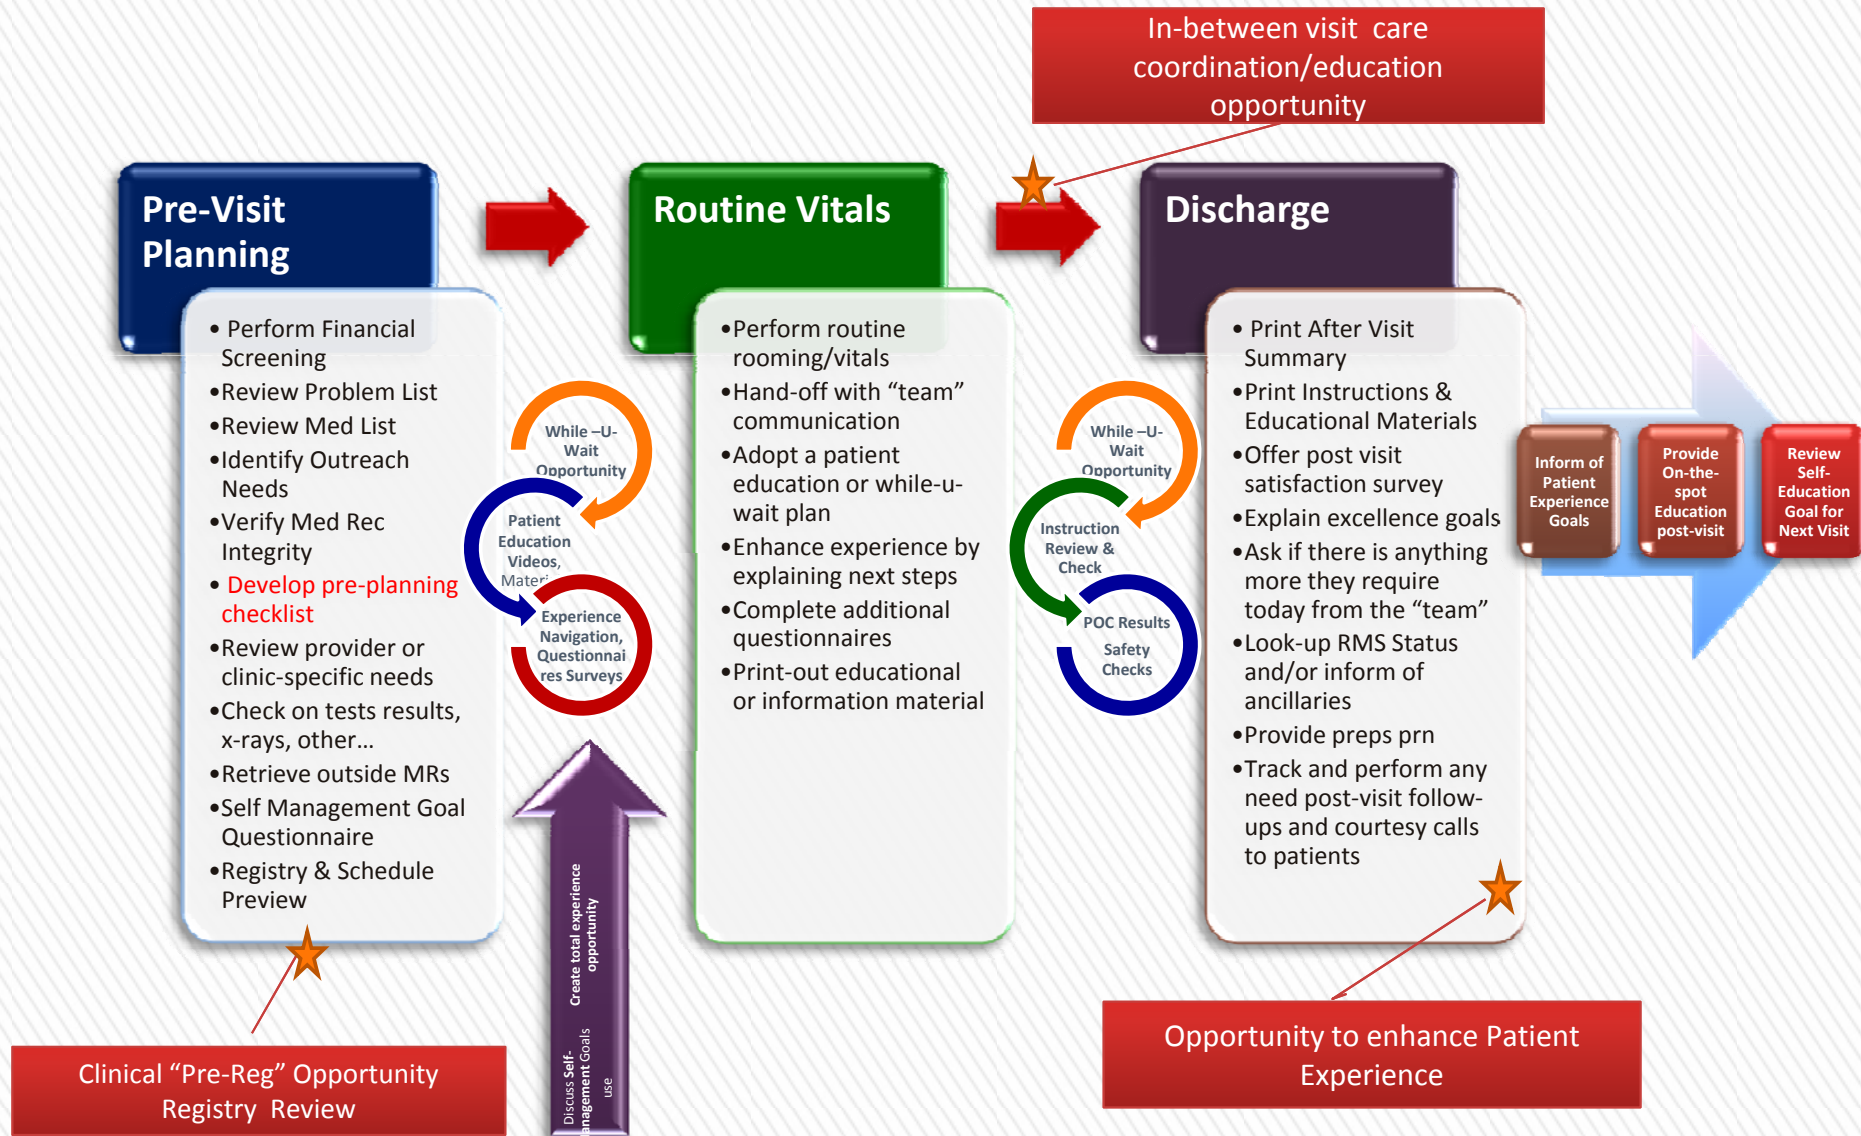 In-between visit care
coordination/education
opportunity
Pre-Visit
Planning
Routine Vitals
Discharge
• Perform Financial
Screening
•Review Problem List
•Review Med List
•Identify Outreach
Needs
•Verify Med Rec
Integrity
• Develop pre-planning
checklist
•Review provider or
clinic-specific needs
•Check on tests results,
x-rays, other…
•Retrieve outside MRs
•Self Management Goal
Questionnaire
•Registry & Schedule
Preview
While –U-
Wait
Opportunity
Patient
Education
Videos,
Experience
Navigation,
Questionnai
res Surveys
•Perform routine
rooming/vitals
•Hand-off with “team”
communication
•Adopt a patient
education or while-u-
wait plan
•Enhance experience by
explaining next steps
•Complete additional
questionnaires
•Print-out educational
or information material
While –U-
Wait
Opportunity
Instruction
Review &
Check
POC Results
Safety
Checks
• Print After Visit
Summary
•Print Instructions &
Educational Materials
•Offer post visit
satisfaction survey
•Explain excellence goals
•Ask if there is anything
more they require
today from the “team”
•Look-up RMS Status
and/or inform of
ancillaries
•Provide preps prn
•Track and perform any
need post-visit follow-
ups and courtesy calls
to patients
Inform of
Patient
Experience
Goals
Provide
On-the-
spot
Education
post-visit
Review
Self-
Education
Goal for
Next Visit
Create total experience
opportunity
Discuss Self-
anagement Goals
use
Clinical “Pre-Reg” Opportunity
Registry Review
Opportunity to enhance Patient
Experience